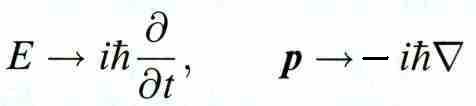 E → iħ ∂/∂t, p → − iħ∇